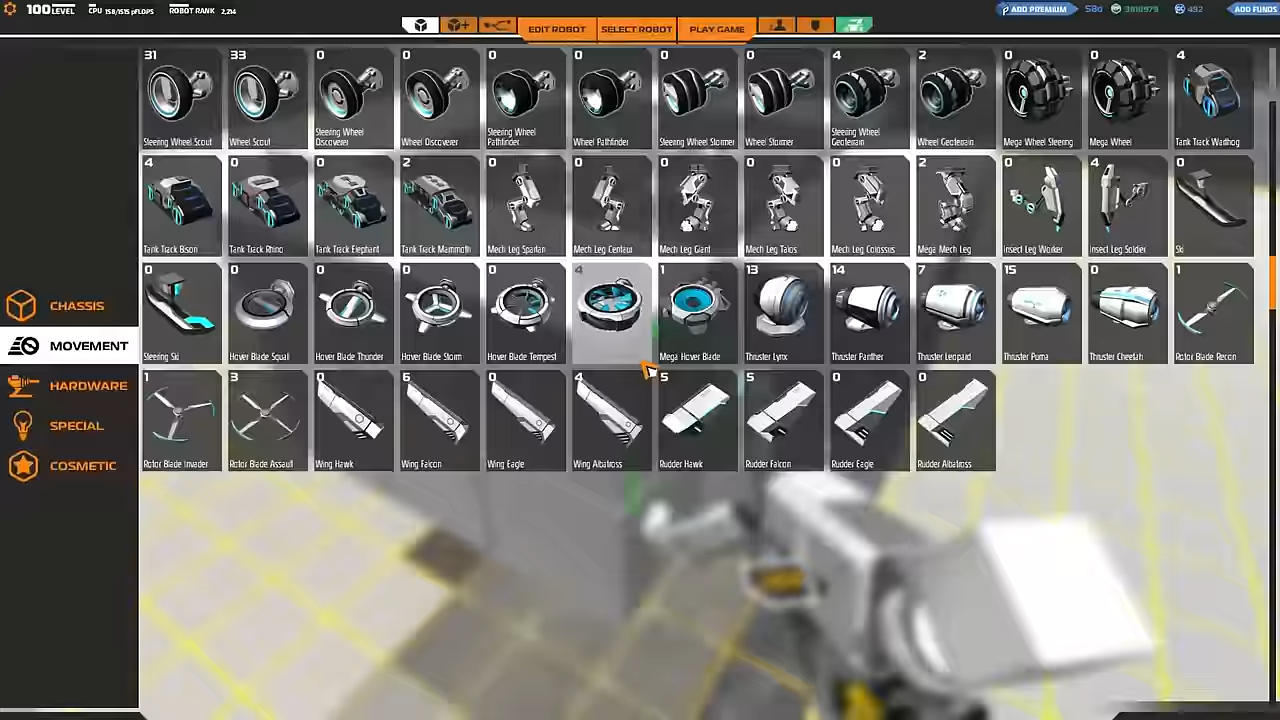 100 LEVEL CPU 158/1515 pFLOPS ROBOT RANK 2,214 ADD PREMIUM 58d 3810979 492 ADD FUNDS
EDIT ROBOT SELECT ROBOT PLAY GAME
31 33 0 0 0 0 0 0 4 2 0 0 4
Steering Wheel Scout
Wheel Scout
Steering Wheel
Discoverer
Wheel Discoverer
Steering Wheel
Pathfinder
Wheel Pathfinder
Steering Wheel Stormer
Wheel Stormer
Steering Wheel
Geoterrain
Wheel Geoterrain
Mega Wheel Steering
Mega Wheel
Tank Track Warthog
4 0 0 2 0 0 0 0 0 2 0 4 0
Tank Track Bison
Tank Track Rhino
Tank Track Elephant
Tank Track Mammoth
Mech Leg Spartan
Mech Leg Centaur
Mech Leg Giant
Mech Leg Talos
Mech Leg Colossus
Mega Mech Leg
Insect Leg Worker
Insect Leg Soldier
Ski
0 0 0 0 0 4 1 13 14 7 15 0 1
Steering Ski
Hover Blade Squall
Hover Blade Thunder
Hover Blade Storm
Hover Blade Tempest
Mega Hover Blade
Thruster Lynx
Thruster Panther
Thruster Leopard
Thruster Puma
Thruster Cheetah
Rotor Blade Recon
CHASSIS
MOVEMENT
HARDWARE
SPECIAL
COSMETIC
1 3 0 6 0 4 5 5 0 0
Rotor Blade Invader
Rotor Blade Assault
Wing Hawk
Wing Falcon
Wing Eagle
Wing Albatross
Rudder Hawk
Rudder Falcon
Rudder Eagle
Rudder Albatross